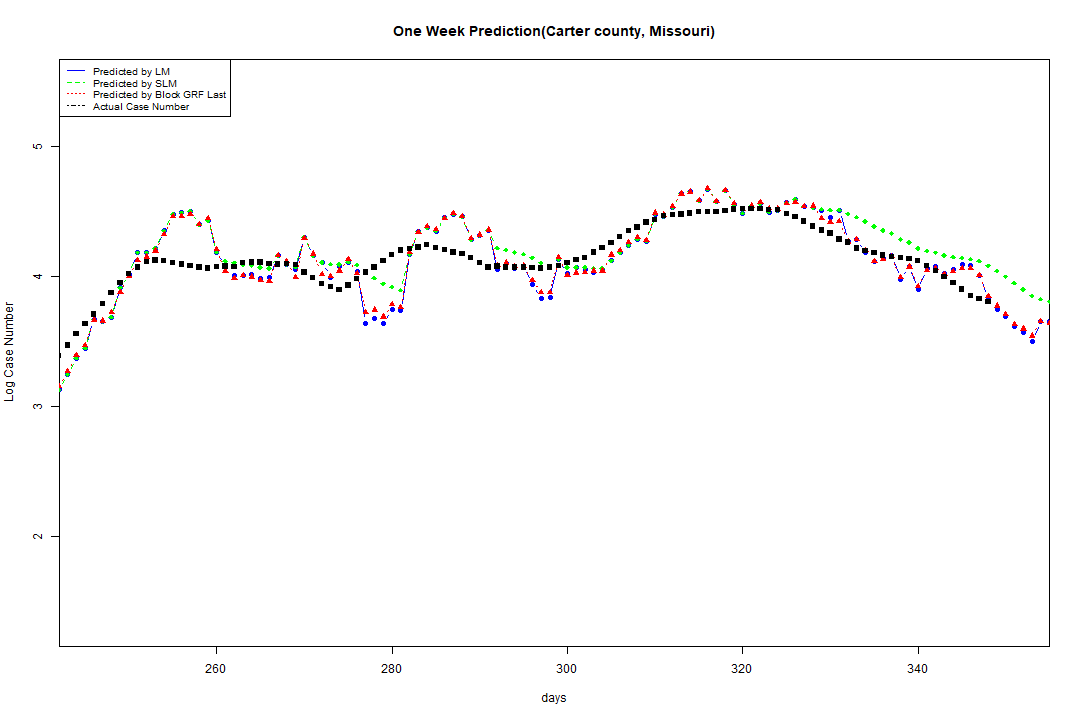 One Week Prediction(Carter county, Missouri)
Predicted by LM
Predicted by SLM
Predicted by Block GRF Last
Actual Case Number
5
4
3
2
Log Case Number
260 280 300 320 340
days